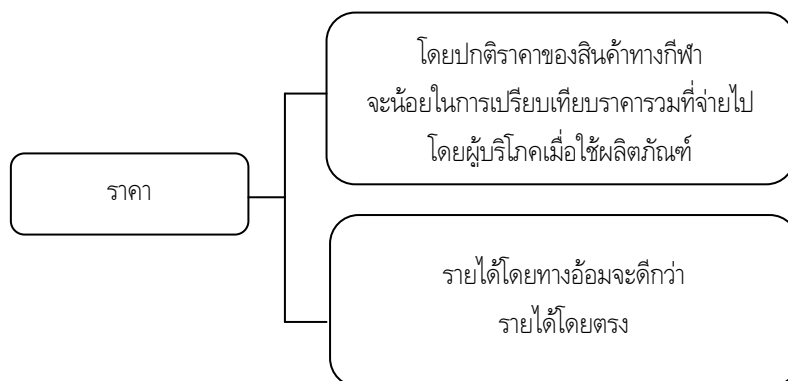 โดยปกติราคาของสินค้าทางกีฬา
จะน้อยในการเปรียบเทียบราคารวมที่จ่ายไป
โดยผู้บริโภคเมื่อใช้ผลิตภัณฑ์
ราคา
รายได้โดยทางอ้อมจะดีกว่า
รายได้โดยตรง